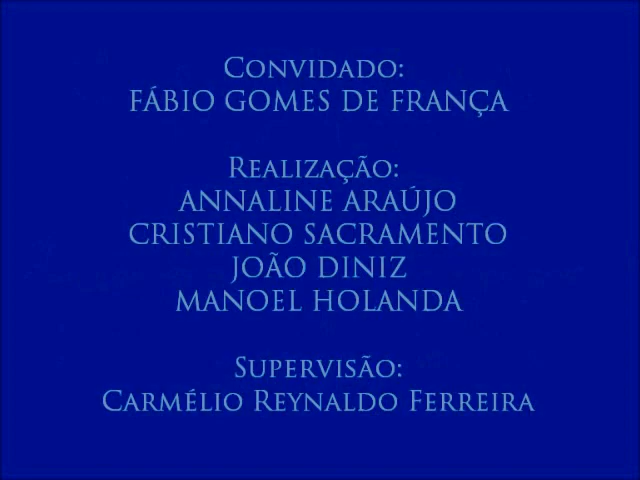 Convidado:
FÁBIO GOMES DE FRANÇA
Realização:
ANNALINE ARAÚJO
CRISTIANO SACRAMENTO
JOÃO DINIZ
MANOEL HOLANDA
Supervisão:
Carmélio Reynaldo Ferreira